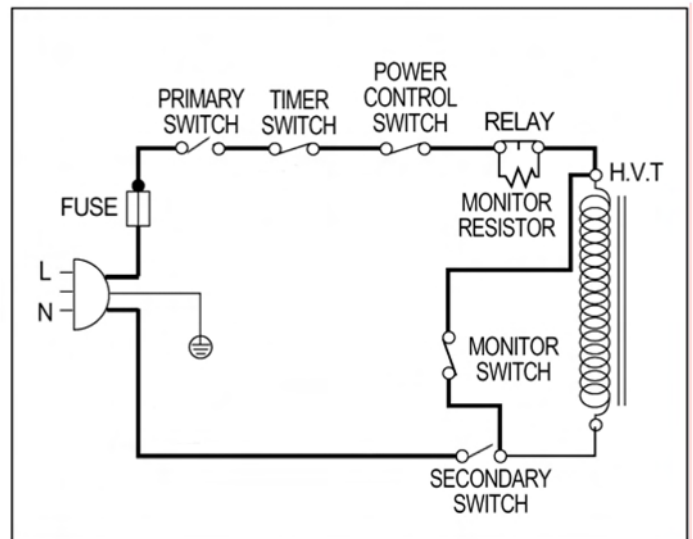 PRIMARY
SWITCH
TIMER
SWITCH
POWER
CONTROL
SWITCH
RELAY
H.V.T
MONITOR
RESISTOR
FUSE
L
N
MONITOR
SWITCH
SECONDARY
SWITCH